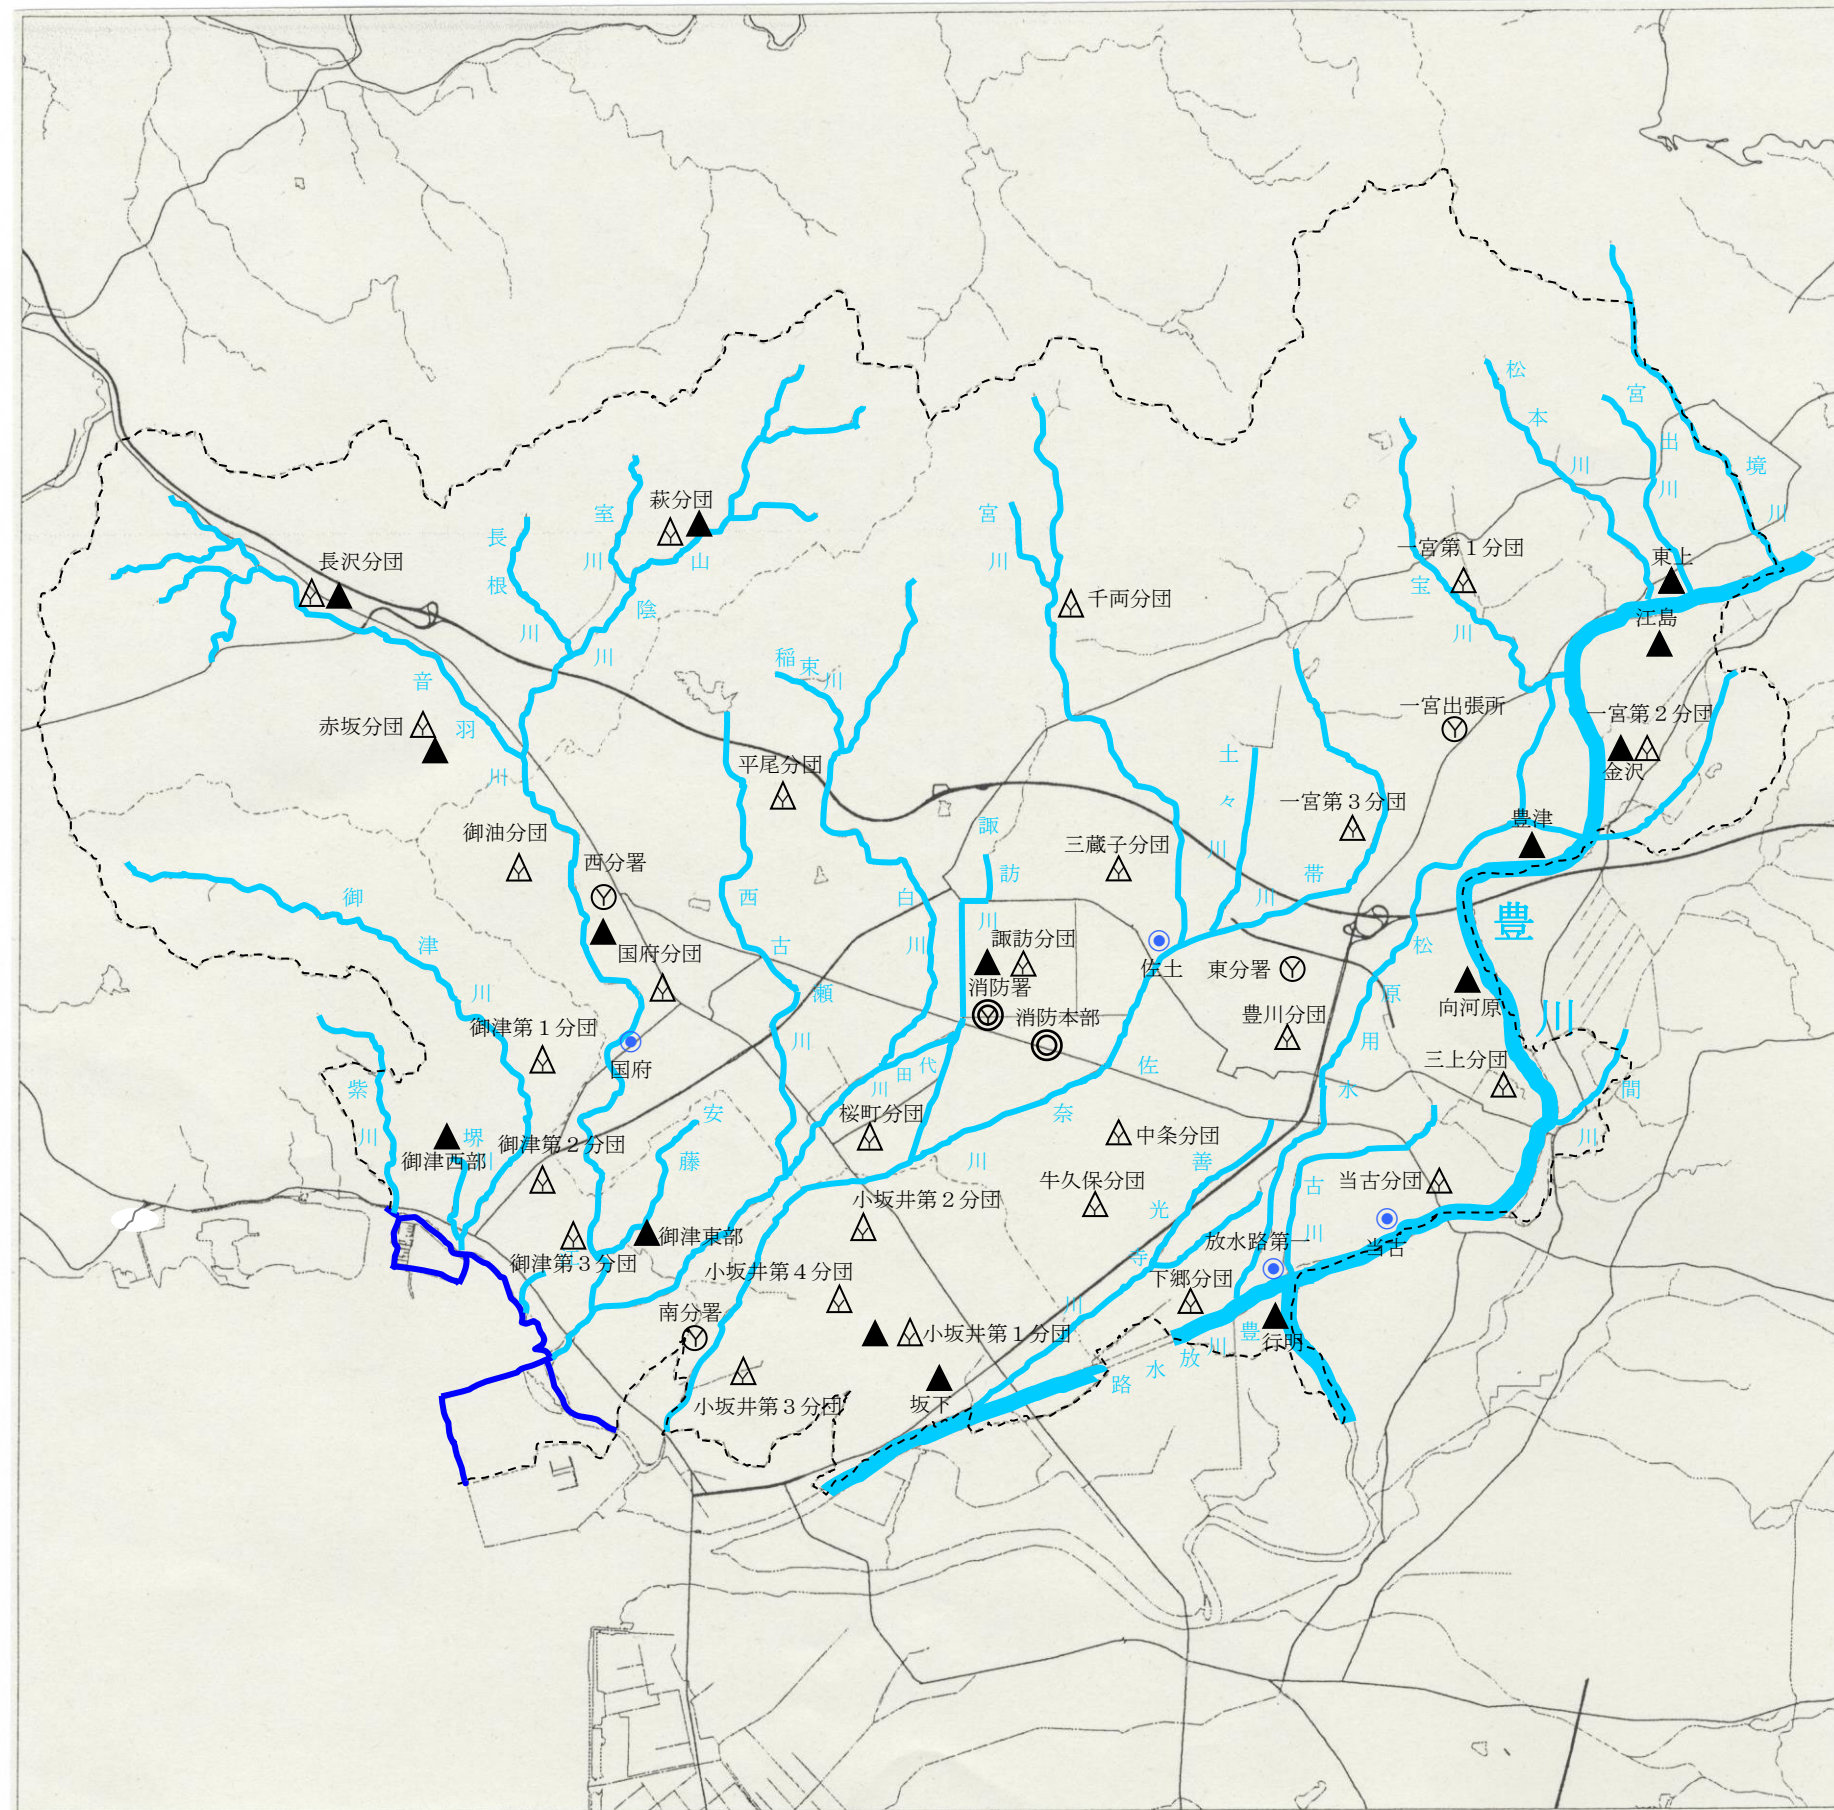 松本川
宮出川
境川
宮川
萩分団
室川
長根川
山陰川
長沢分団
一宮第1分団
宝川
東上
江島
千両分団
稲束川
音羽川
赤坂分団
一宮出張所
一宮第2分団
金沢
平尾分団
土々川
一宮第3分団
豊津
御油分団
西分署
諏訪川
三蔵子分団
帯川
御津川
西古瀬川
白川
豊川
国府分団
諏訪分団
消防署
消防本部
佐土
東分署
松原用水
向河原
豊川分団
御津第1分団
国府
代田川
佐奈川
三上分団
間川
紫川
安藤川
桜町分団
中条分団
御津西部
堺川
御津第2分団
牛久保分団
善光寺川
古川
当古分団
小坂井第2分団
御津東部
御津第3分団
小坂井第4分団
放水路第一
当古
下郷分団
南分署
小坂井第1分団
行明
豊川放水路
小坂井第3分団
坂下